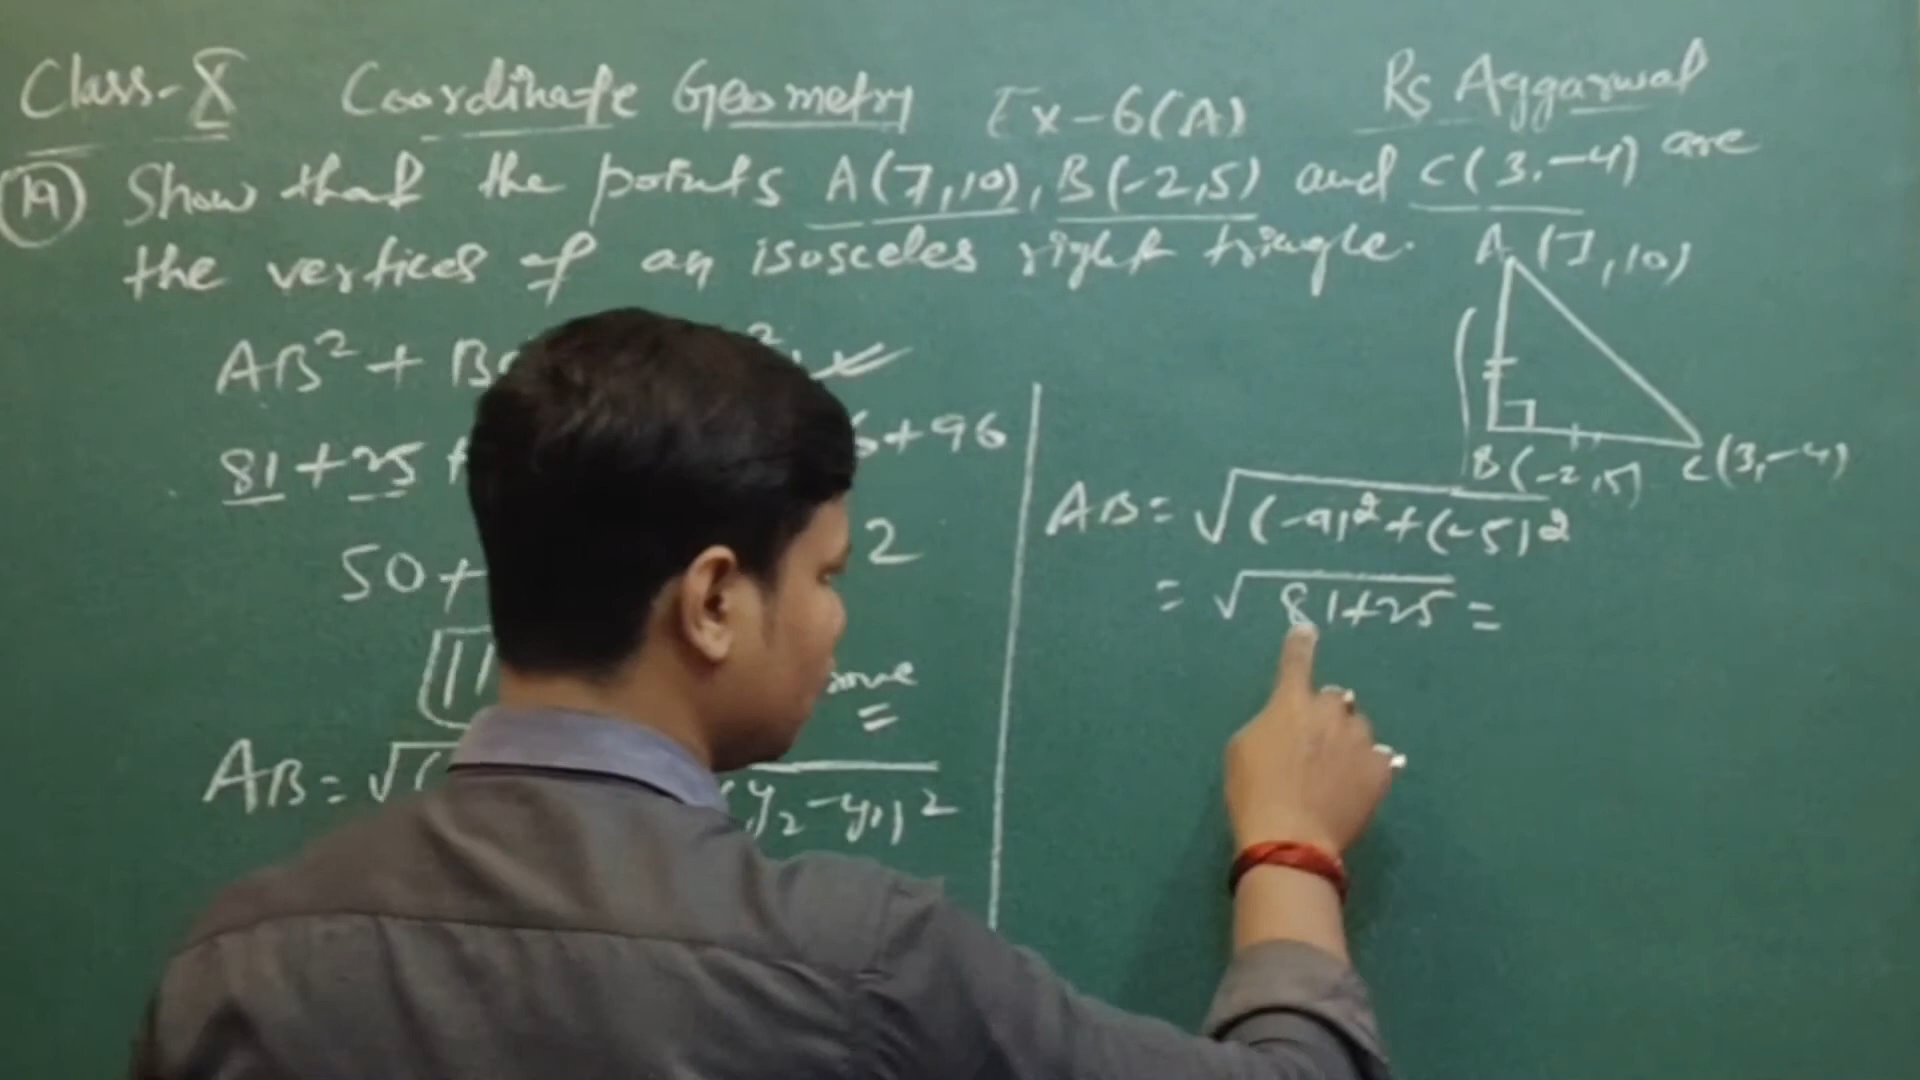 Class-X Coordinate Geometry Ex-6(A) Rs Aggarwal
19 Show that the points A(7,10), B(-2,5) and C(3,-4) are
the vertices of an isosceles right triangle.
A (7,10)
B (-2,5) C(3,-4)
AB² +
81+25 +96
50+ 2
AB = √(-9)²+(-5)²
= √81+25 =
AB = √( y₂-y₁)²